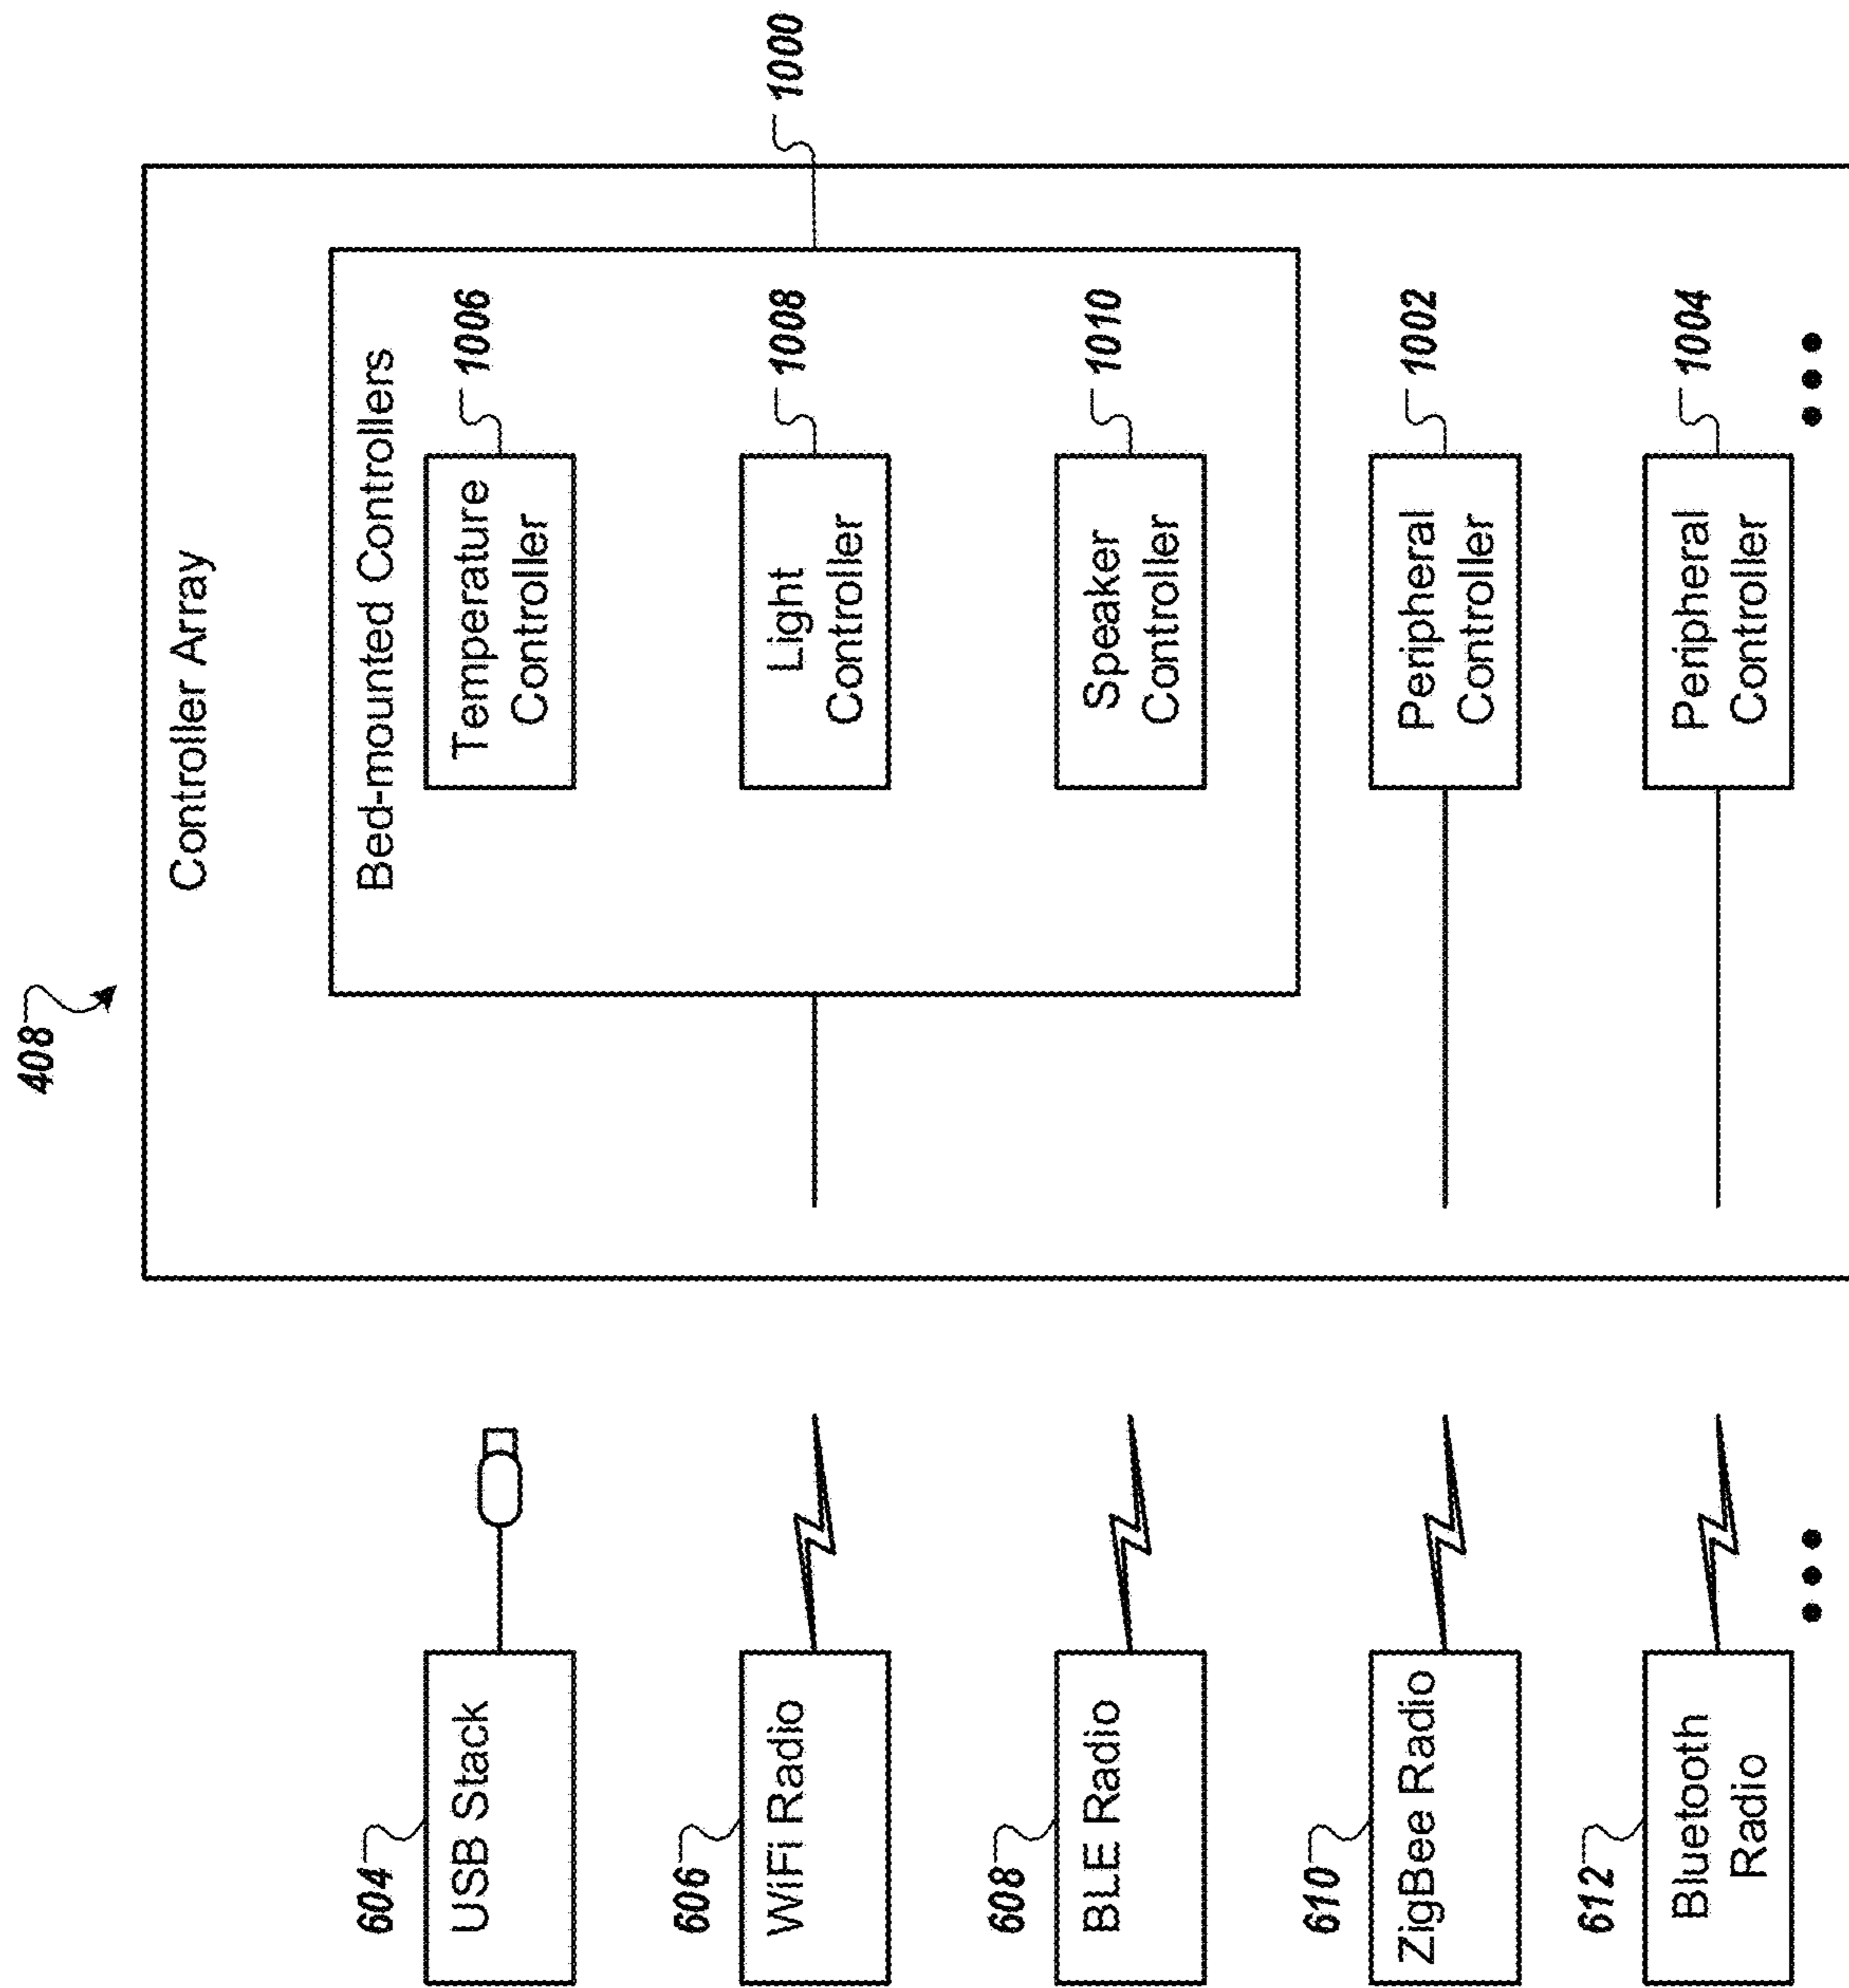 408
Controller Array
604
USB Stack
Bed-mounted Controllers
Temperature
Controller
1006
606
WiFi Radio
Light
Controller
1008
1000
608
BLE Radio
Speaker
Controller
1010
610
ZigBee Radio
Peripheral
Controller
1002
612
Bluetooth
Radio
Peripheral
Controller
1004